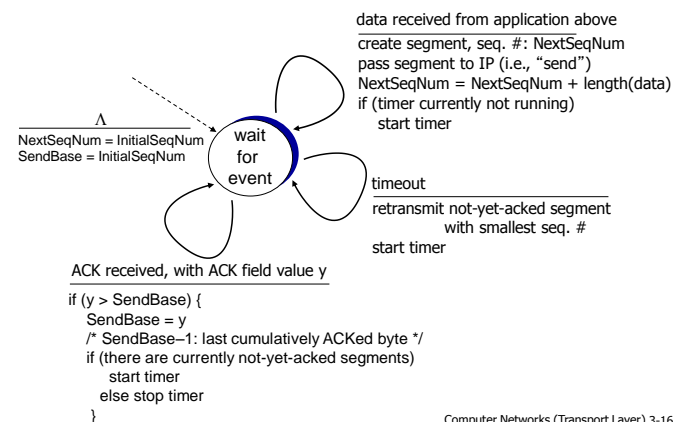 data received from application above
create segment, seq. #: NextSeqNum
pass segment to IP (i.e., “send”)
NextSeqNum = NextSeqNum + length(data)
if (timer currently not running)
start timer
Λ
NextSeqNum = InitialSeqNum
SendBase = InitialSeqNum
wait
for
event
timeout
retransmit not-yet-acked segment
with smallest seq. #
start timer
ACK received, with ACK field value y
if (y > SendBase) {
SendBase = y
/* SendBase–1: last cumulatively ACKed byte */
if (there are currently not-yet-acked segments)
start timer
else stop timer
}
Computer Networks (Transport Layer) 3-16